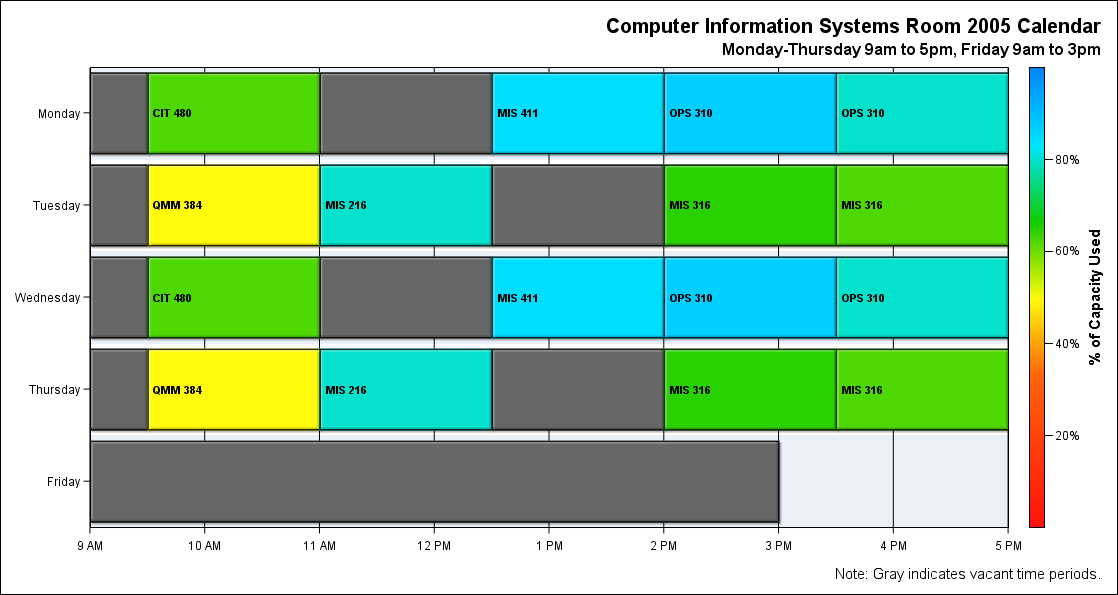 Computer Information Systems Room 2005 Calendar
Monday-Thursday 9am to 5pm, Friday 9am to 3pm
Monday
CIT 480
MIS 411
OPS 310
OPS 310
Tuesday
QMM 384
MIS 216
MIS 316
MIS 316
Wednesday
CIT 480
MIS 411
OPS 310
OPS 310
Thursday
QMM 384
MIS 216
MIS 316
MIS 316
Friday
9 AM
10 AM
11 AM
12 PM
1 PM
2 PM
3 PM
4 PM
5 PM
80%
60%
40%
20%
% of Capacity Used
Note: Gray indicates vacant time periods.